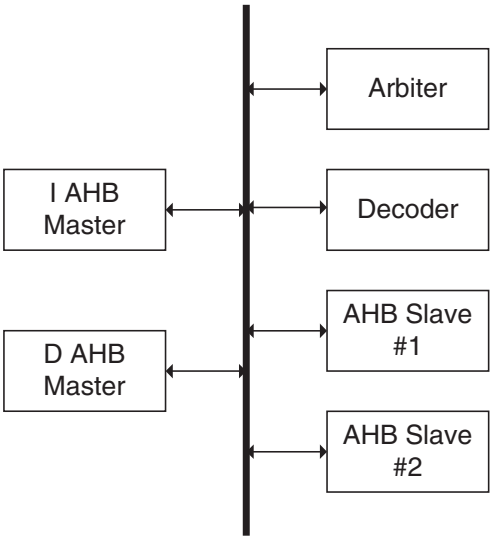 Arbiter
I AHB
Master
Decoder
AHB Slave
#1
D AHB
Master
AHB Slave
#2